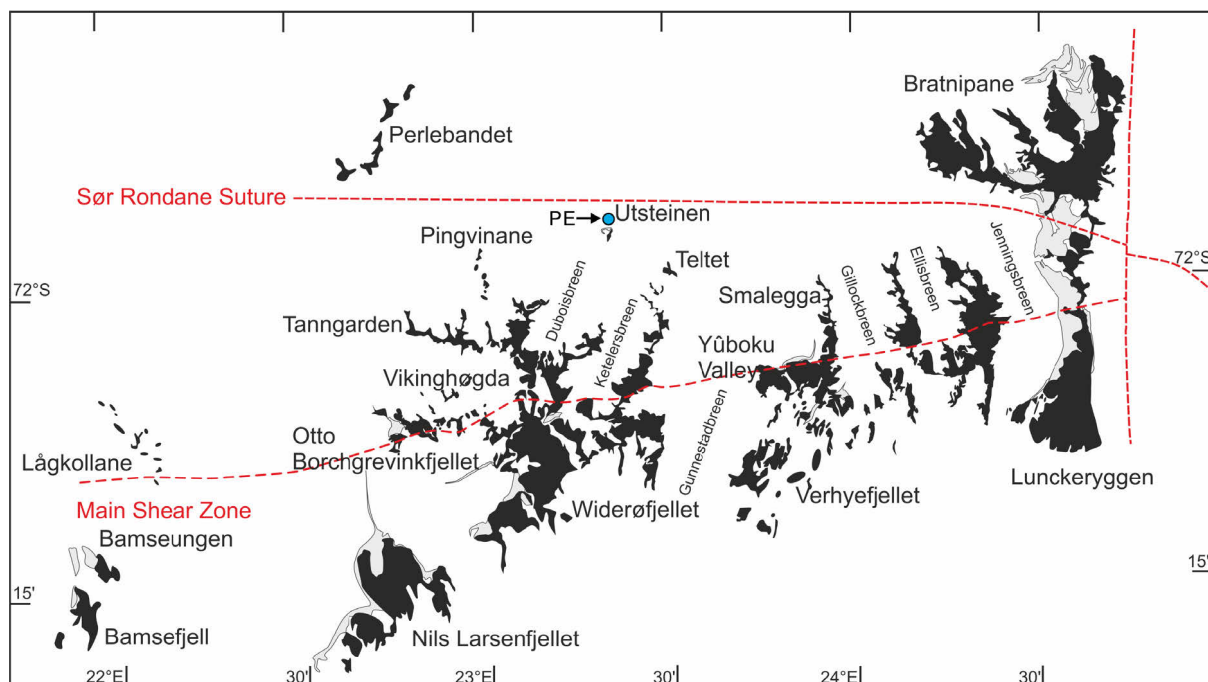 Bratnipane
Perlebandet
Sør Rondane Suture
PE
Utsteinen
Pingvinane
Teltet
72°S
72°S
Smalegga
Gillockbreen
Ellisbreen
Jenningsbreen
Duboisbreen
Tanngarden
Ketelersbreen
Yûboku
Valley
Vikinghøgda
Otto
Borchgrevinkfjellet
Lågkollane
Gunnestadbreen
Main Shear Zone
Widerøfjellet
Verhyefjellet
Lunckeryggen
Bamseungen
15'
15'
Bamsefjell
Nils Larsenfjellet
22°E
30'
23°
30'
24°E
30'